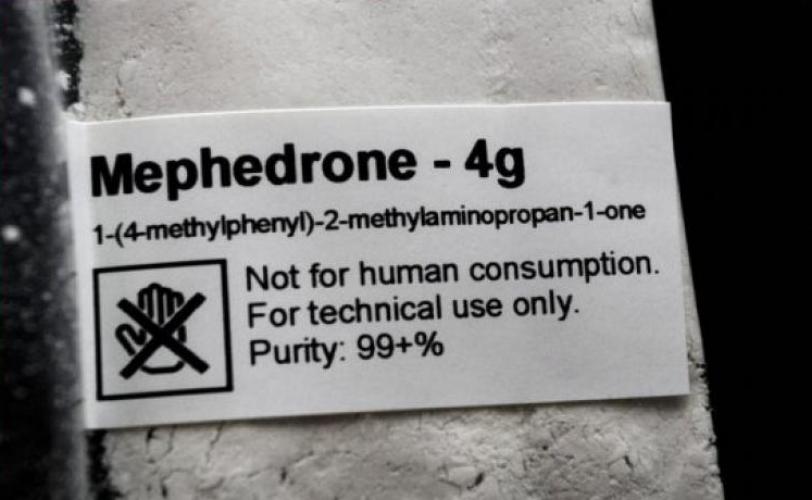 Mephedrone - 4g
1-(4-methylphenyl)-2-methylaminopropan-1-one
Not for human consumption.
For technical use only.
Purity: 99+%